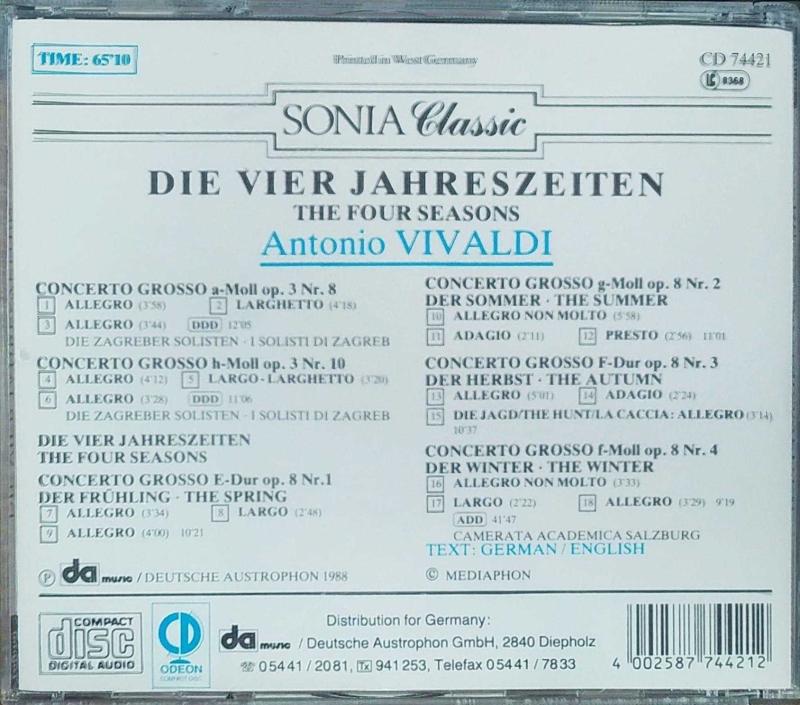 TIME: 65'10
Printed in West Germany
CD 74421
LC 8368
SONIA Classic
DIE VIER JAHRESZEITEN
THE FOUR SEASONS
Antonio VIVALDI
CONCERTO GROSSO a-Moll op. 3 Nr. 8
1 ALLEGRO (3'58) 2 LARGHETTO (4'18)
3 ALLEGRO (3'44) DDD 12'05
DIE ZAGREBER SOLISTEN · I SOLISTI DI ZAGREB
CONCERTO GROSSO h-Moll op. 3 Nr. 10
4 ALLEGRO (4'12) 5 LARGO-LARGHETTO (3'20)
6 ALLEGRO (3'28) DDD 11'06
DIE ZAGREBER SOLISTEN · I SOLISTI DI ZAGREB
DIE VIER JAHRESZEITEN
THE FOUR SEASONS
CONCERTO GROSSO E-Dur op. 8 Nr.1
DER FRÜHLING · THE SPRING
7 ALLEGRO (3'34) 8 LARGO (2'48)
9 ALLEGRO (4'00) 10'21
CONCERTO GROSSO g-Moll op. 8 Nr. 2
DER SOMMER · THE SUMMER
10 ALLEGRO NON MOLTO (5'58)
11 ADAGIO (2'11) 12 PRESTO (2'56) 11'01
CONCERTO GROSSO F-Dur op. 8 Nr. 3
DER HERBST · THE AUTUMN
13 ALLEGRO (5'01) 14 ADAGIO (2'24)
15 DIE JAGD/THE HUNT/LA CACCIA: ALLEGRO (3'14)
10'37
CONCERTO GROSSO f-Moll op. 8 Nr. 4
DER WINTER · THE WINTER
16 ALLEGRO NON MOLTO (3'33)
17 LARGO (2'22) 18 ALLEGRO (3'29) 9'19
ADD 41'47
CAMERATA ACADEMICA SALZBURG
TEXT: GERMAN / ENGLISH
Ⓟ da music / DEUTSCHE AUSTROPHON 1988
© MEDIAPHON
COMPACT
disc
DIGITAL AUDIO
CD
ODEON
COMPACT DISC
Distribution for Germany:
da music / Deutsche Austrophon GmbH, 2840 Diepholz
☏ 05441 / 2081, Tx 941 253, Telefax 05441 / 7833
4 002587 744212